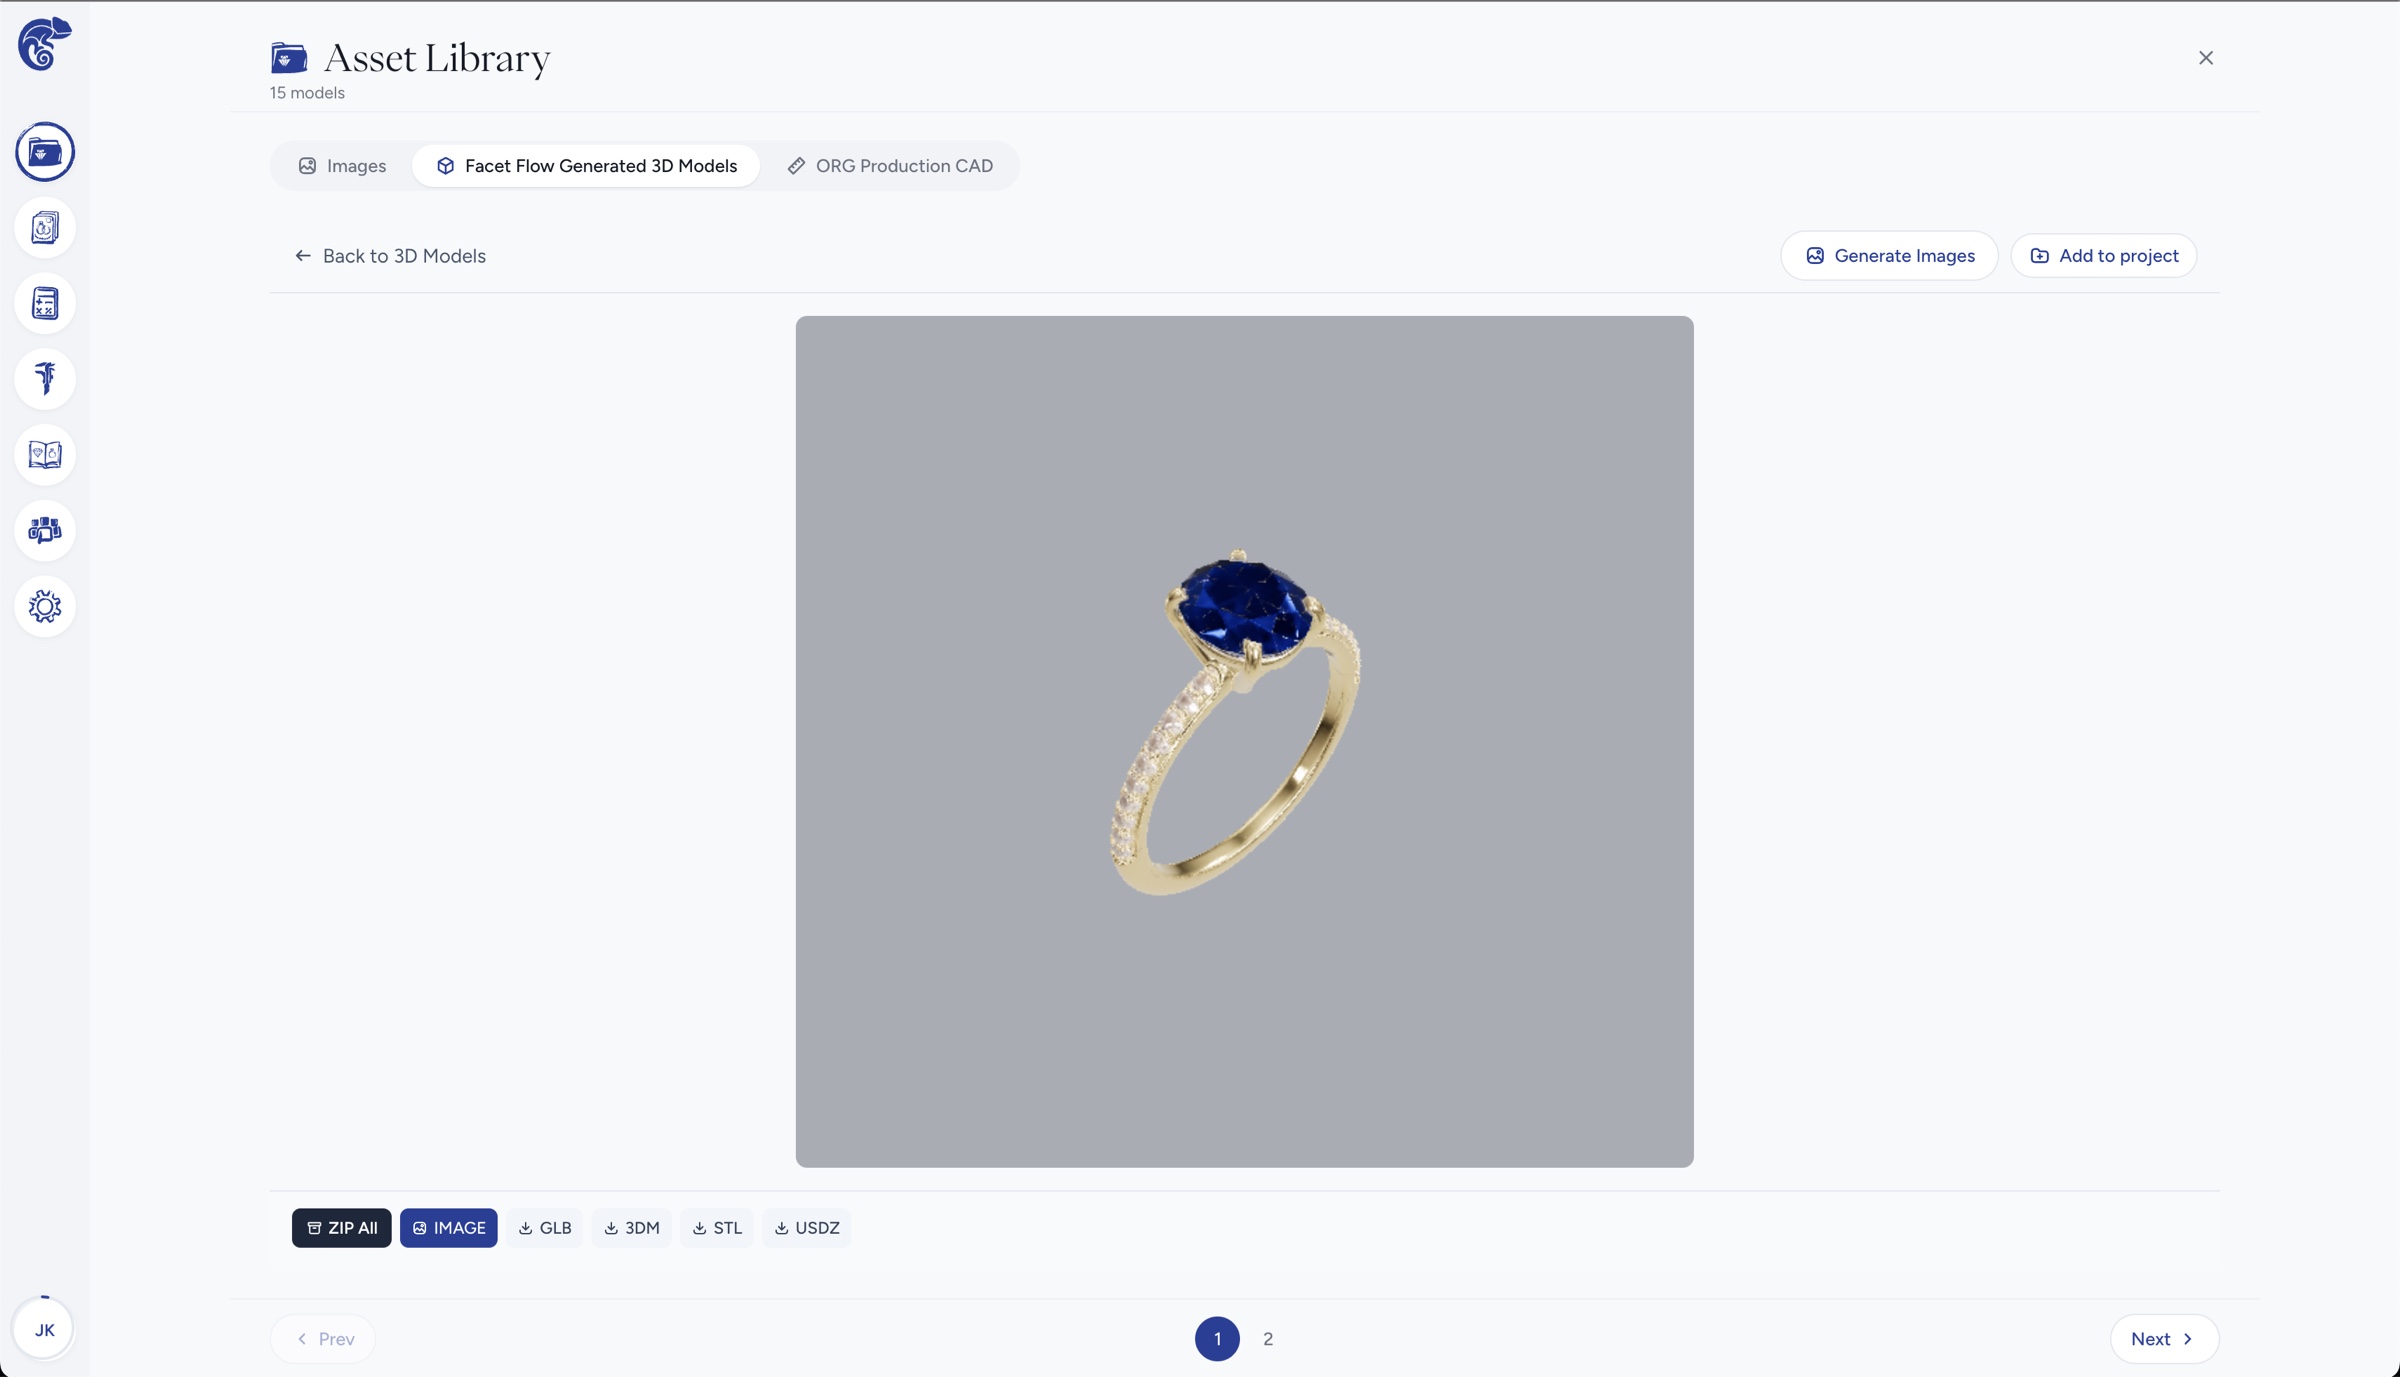 Asset Library
15 models
Images
Facet Flow Generated 3D Models
ORG Production CAD
Back to 3D Models
Generate Images
Add to project
ZIP All
IMAGE
GLB
3DM
STL
USDZ
JK
Prev
1
2
Next